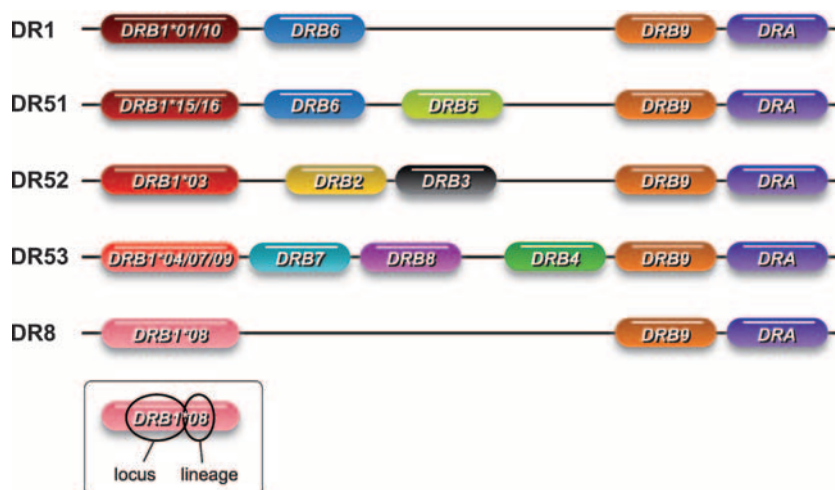 DR1 DRB1*01/10 DRB6 DRB9 DRA
DR51 DRB1*15/16 DRB6 DRB5 DRB9 DRA
DR52 DRB1*03 DRB2 DRB3 DRB9 DRA
DR53 DRB1*04/07/09 DRB7 DRB8 DRB4 DRB9 DRA
DR8 DRB1*08 DRB9 DRA
DRB1*08
locus lineage